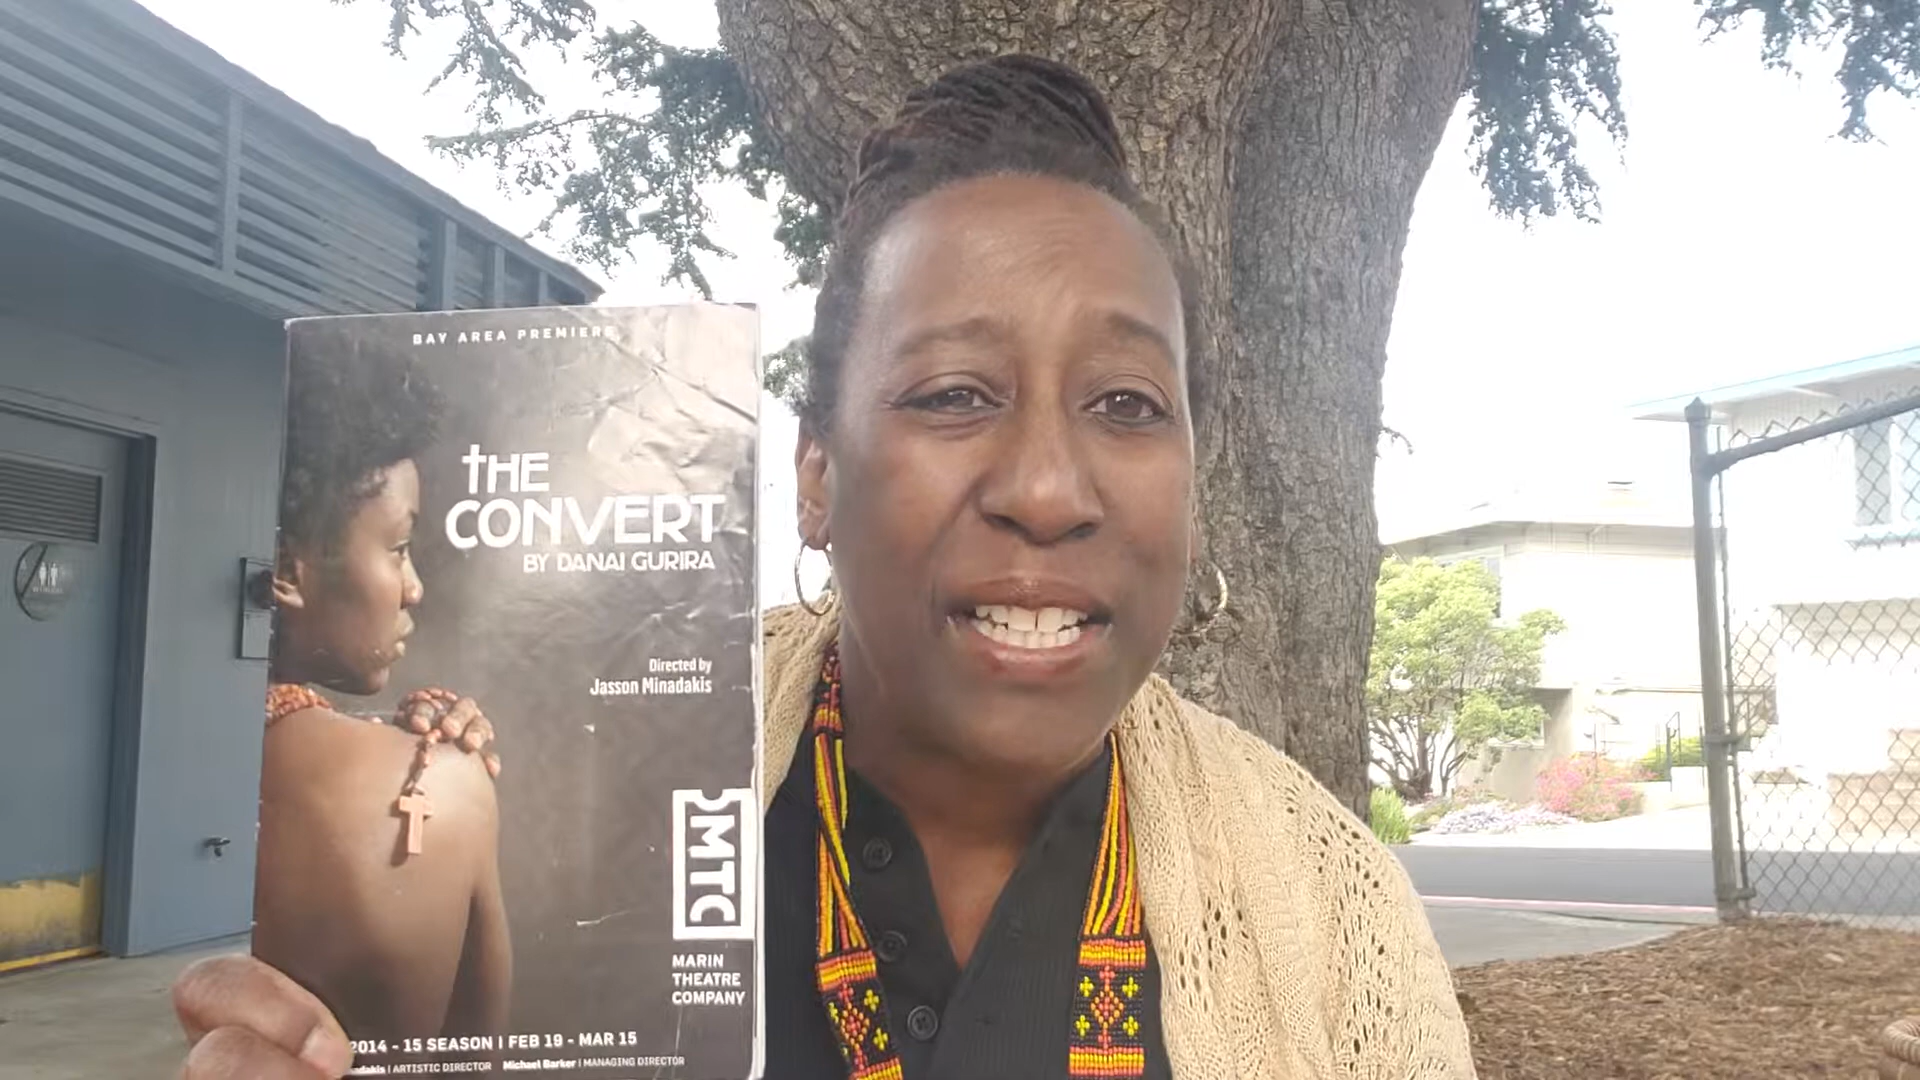 BAY AREA PREMIERE
THE
CONVERT
BY DANAI GURIRA
Directed by
Jasson Minadakis
MTC
MARIN
THEATRE
COMPANY
2014 - 15 SEASON | FEB 19 - MAR 15
adakis | ARTISTIC DIRECTOR Michael Barker | MANAGING DIRECTOR